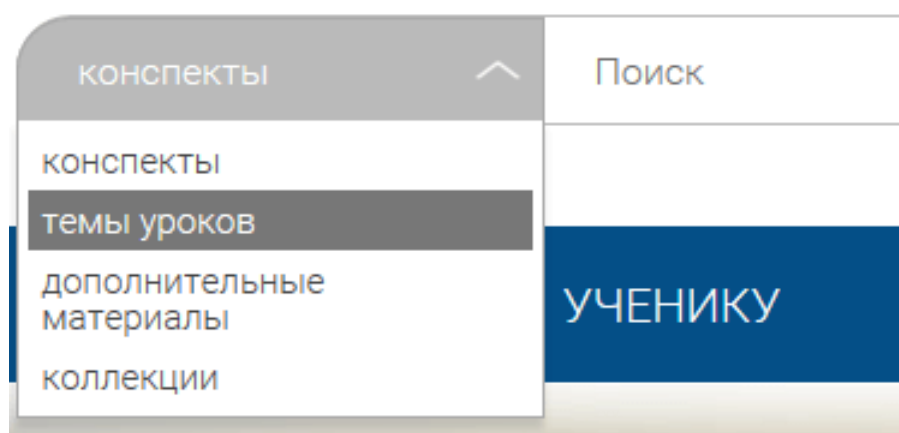 конспекты
Поиск
конспекты
темы уроков
дополнительные
материалы
коллекции
УЧЕНИКУ